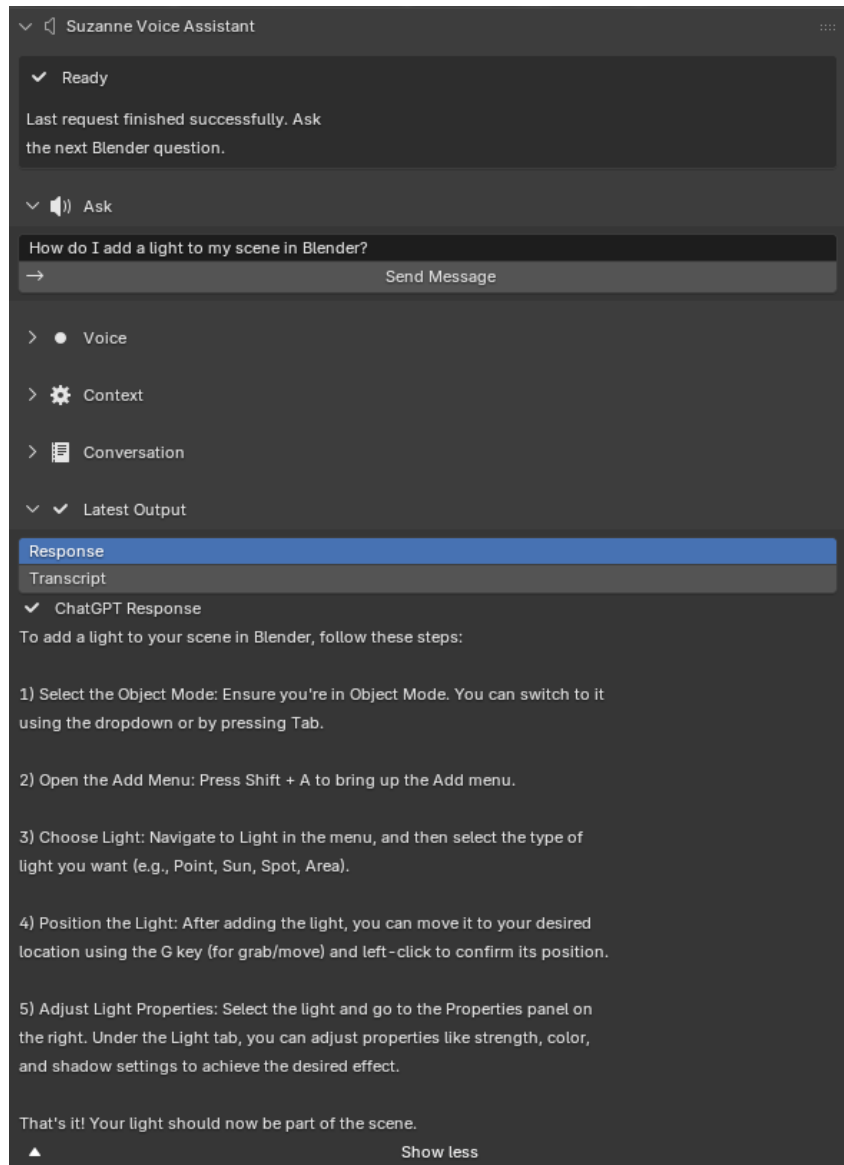 Suzanne Voice Assistant
Ready
Last request finished successfully. Ask
the next Blender question.
Ask
How do I add a light to my scene in Blender?
Send Message
Voice
Context
Conversation
Latest Output
Response
Transcript
ChatGPT Response
To add a light to your scene in Blender, follow these steps:
1) Select the Object Mode: Ensure you're in Object Mode. You can switch to it
using the dropdown or by pressing Tab.
2) Open the Add Menu: Press Shift + A to bring up the Add menu.
3) Choose Light: Navigate to Light in the menu, and then select the type of
light you want (e.g., Point, Sun, Spot, Area).
4) Position the Light: After adding the light, you can move it to your desired
location using the G key (for grab/move) and left-click to confirm its position.
5) Adjust Light Properties: Select the light and go to the Properties panel on
the right. Under the Light tab, you can adjust properties like strength, color,
and shadow settings to achieve the desired effect.
That's it! Your light should now be part of the scene.
Show less